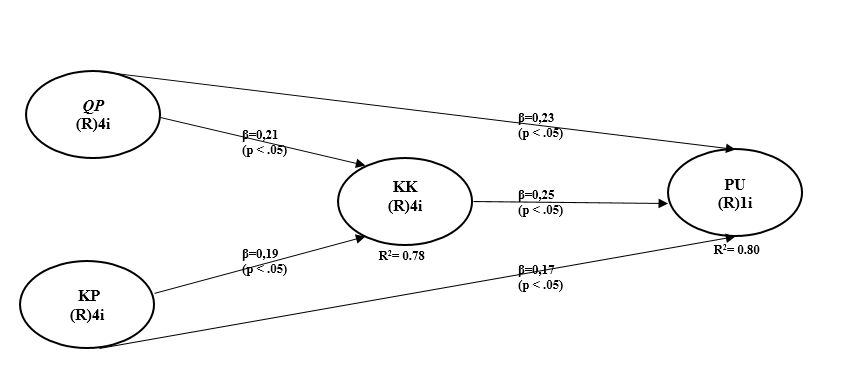 QP
(R)4i
β=0,21
(p < .05)
β=0,23
(p < .05)
KK
(R)4i
R²= 0.78
β=0,25
(p < .05)
PU
(R)1i
R²= 0.80
KP
(R)4i
β=0,19
(p < .05)
β=0,17
(p < .05)